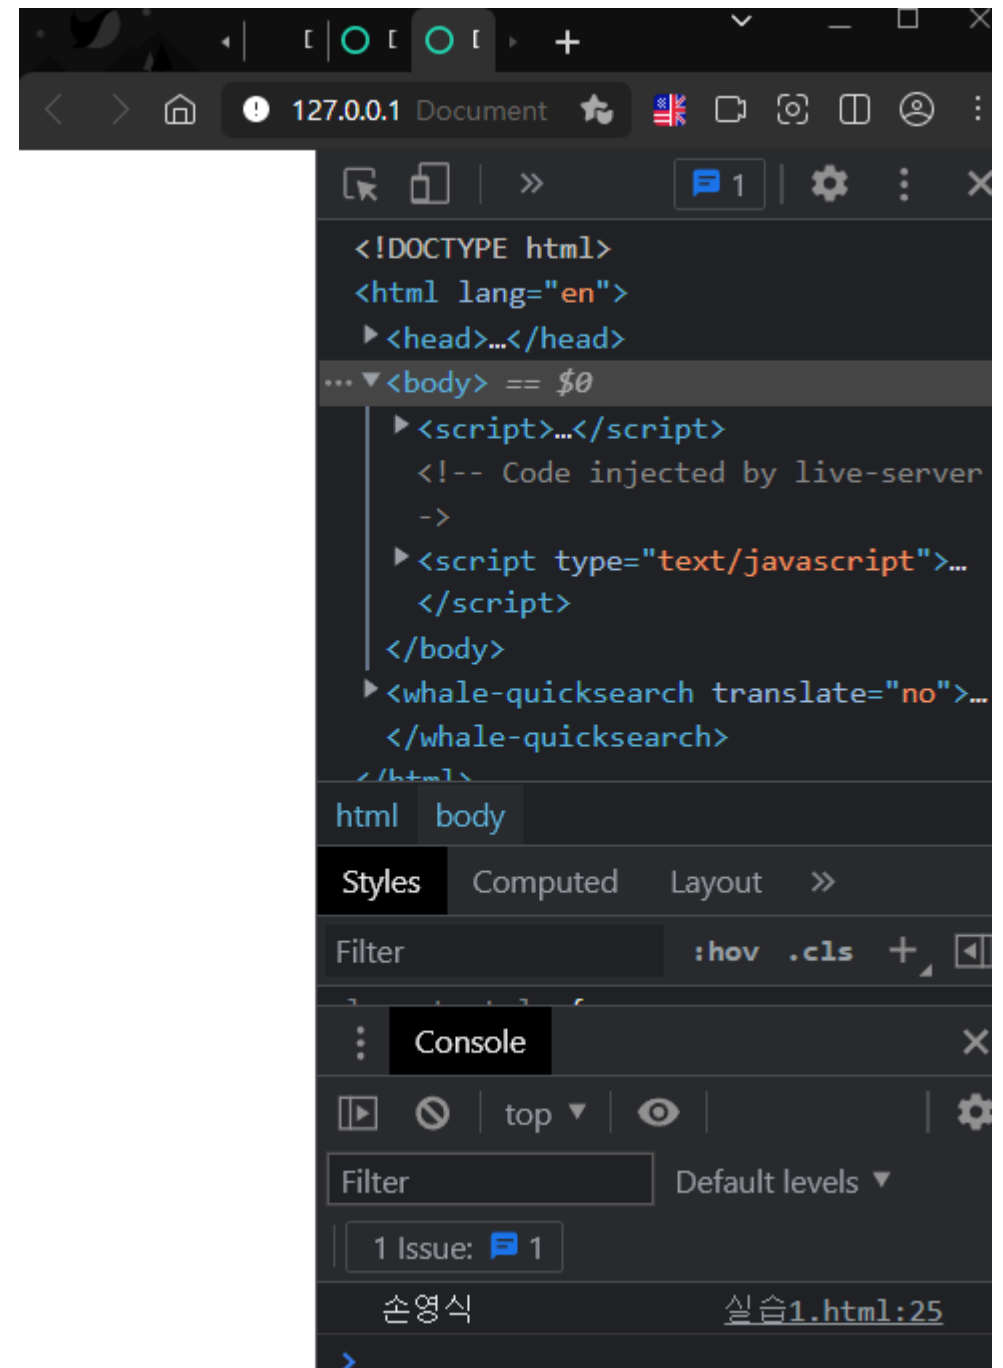 127.0.0.1 Document
1
<!DOCTYPE html>
<html lang="en">
<head>…</head>
<body> == $0
<script>…</script>
<!-- Code injected by live-server
->
<script type="text/javascript">…
</script>
</body>
<whale-quicksearch translate="no">…
</whale-quicksearch>
</html>
html body
Styles Computed Layout
Filter :hov .cls
Console
top
Filter Default levels
1 Issue: 1
손영식 실습1.html:25